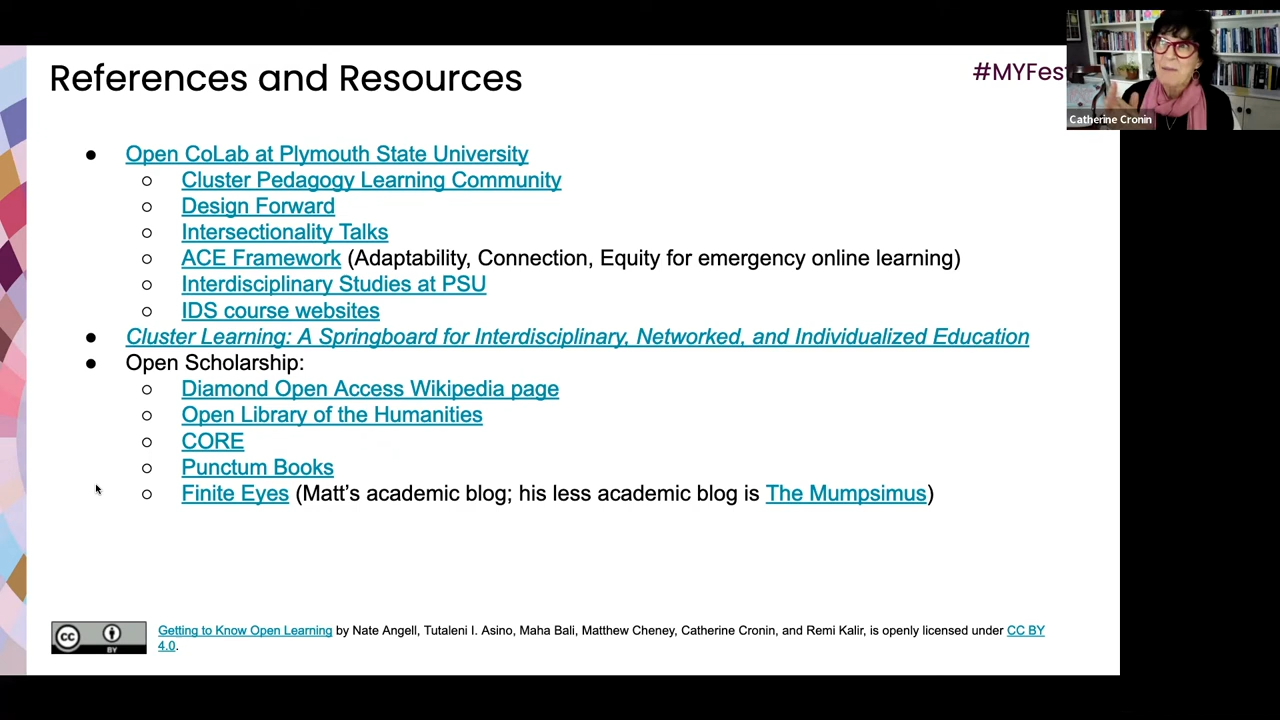 References and Resources
#MYFest
Catherine Cronin
● Open CoLab at Plymouth State University
○ Cluster Pedagogy Learning Community
○ Design Forward
○ Intersectionality Talks
○ ACE Framework (Adaptability, Connection, Equity for emergency online learning)
○ Interdisciplinary Studies at PSU
○ IDS course websites
● Cluster Learning: A Springboard for Interdisciplinary, Networked, and Individualized Education
● Open Scholarship:
○ Diamond Open Access Wikipedia page
○ Open Library of the Humanities
○ CORE
○ Punctum Books
○ Finite Eyes (Matt's academic blog; his less academic blog is The Mumpsimus)
cc
BY
Getting to Know Open Learning by Nate Angell, Tutaleni I. Asino, Maha Bali, Matthew Cheney, Catherine Cronin, and Remi Kalir, is openly licensed under CC BY
4.0.